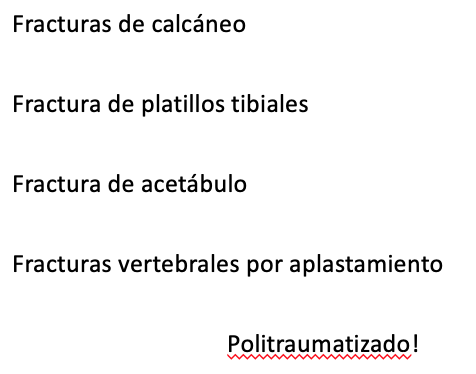 Fracturas de calcáneo
Fractura de platillos tibiales
Fractura de acetábulo
Fracturas vertebrales por aplastamiento
Politraumatizado!